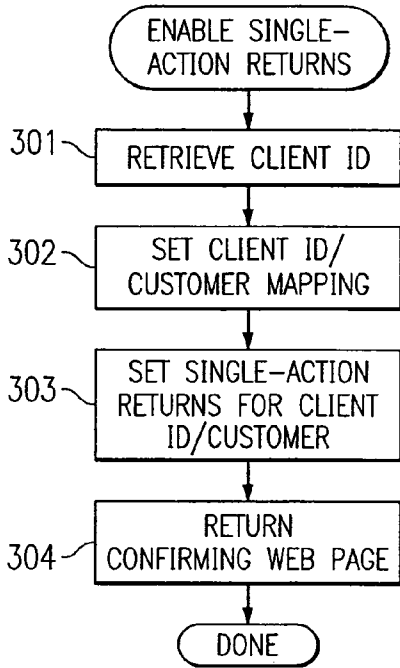 ENABLE SINGLE-
ACTION RETURNS
301
RETRIEVE CLIENT ID
302
SET CLIENT ID/
CUSTOMER MAPPING
303
SET SINGLE-ACTION
RETURNS FOR CLIENT
ID/CUSTOMER
304
RETURN
CONFIRMING WEB PAGE
DONE